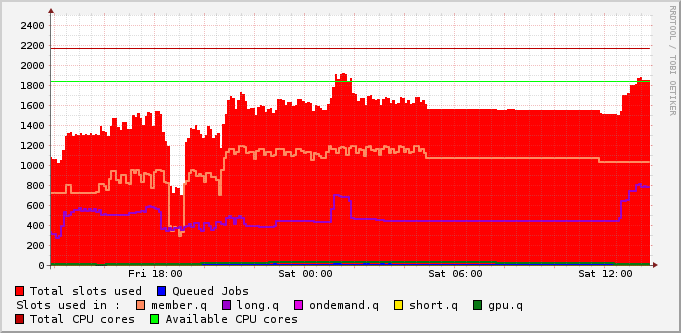 2400
2200
2000
1800
1600
1400
1200
1000
800
600
400
200
0
Fri 18:00 Sat 00:00 Sat 06:00 Sat 12:00
RRDTOOL / TOBI OETIKER
Total slots used Queued Jobs
Slots used in : member.q long.q ondemand.q short.q gpu.q
Total CPU cores Available CPU cores